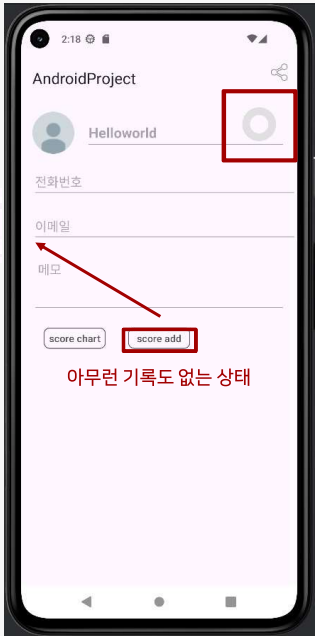 2:18
AndroidProject
Helloworld
전화번호
이메일
메모
score chart
score add
아무런 기록도 없는 상태